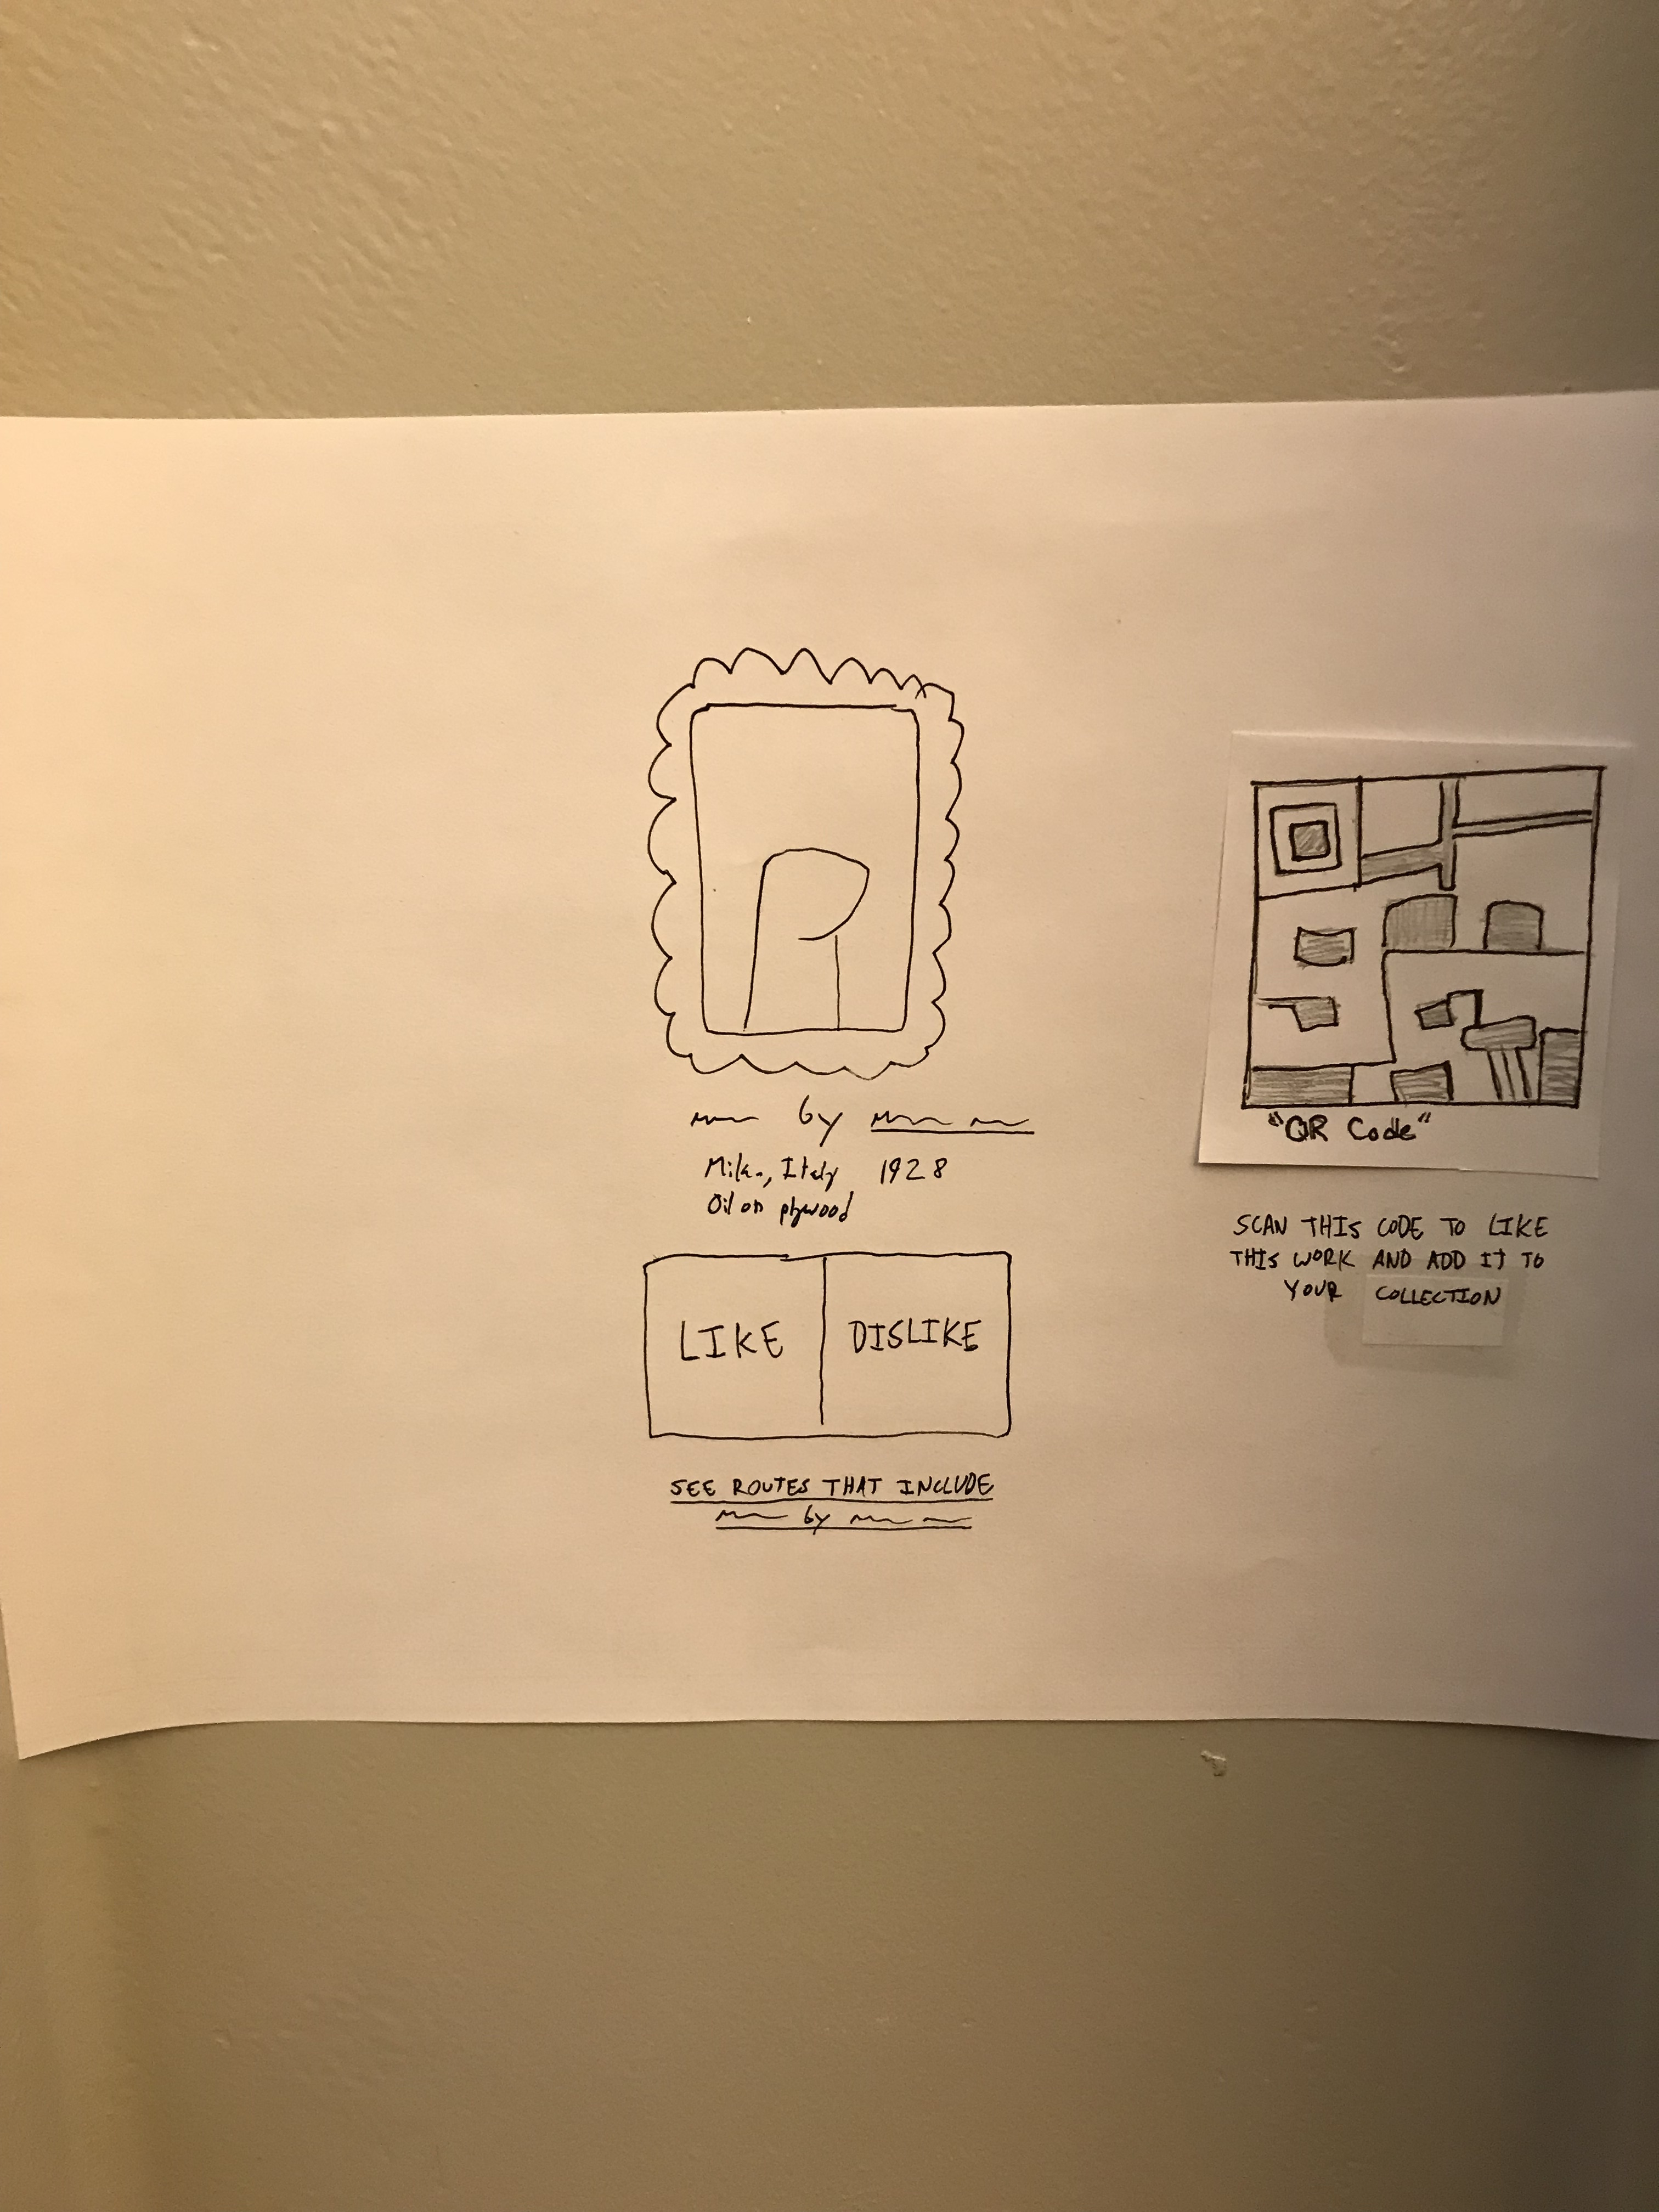 by
Italy 1928
Oil on plywood
LIKE
DISLIKE
SEE ROUTES THAT INCLUDE
by
"QR Code"
SCAN THIS CODE TO LIKE
THIS WORK AND ADD IT TO
YOUR COLLECTION